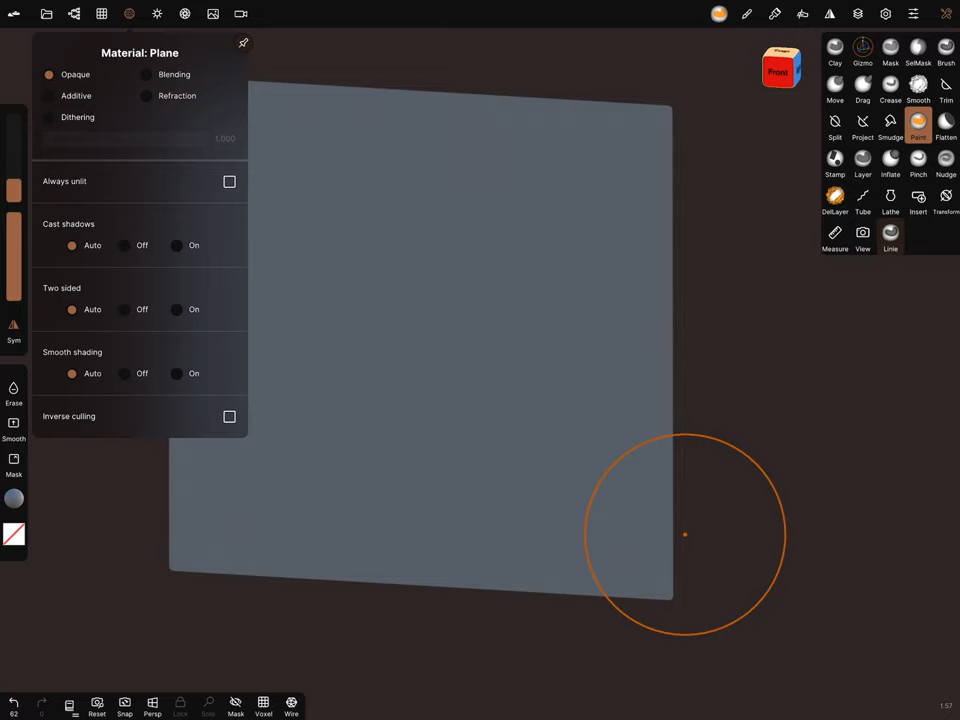 Material: Plane
Opaque
Blending
Additive
Refraction
Dithering
1.000
Always unlit
Cast shadows
Auto
Off
On
Two sided
Auto
Off
On
Smooth shading
Auto
Off
On
Inverse culling
Sym
Erase
Smooth
Mask
Front
Clay
Gizmo
Mask
SelMask
Brush
Move
Drag
Crease
Smooth
Trim
Split
Project
Smudge
Paint
Flatten
Stamp
Layer
Inflate
Pinch
Nudge
DelLayer
Tube
Lathe
Insert
Transform
Measure
View
Linie
62
0
Reset
Snap
Persp
Lock
Solo
Mask
Voxel
Wire
1.57